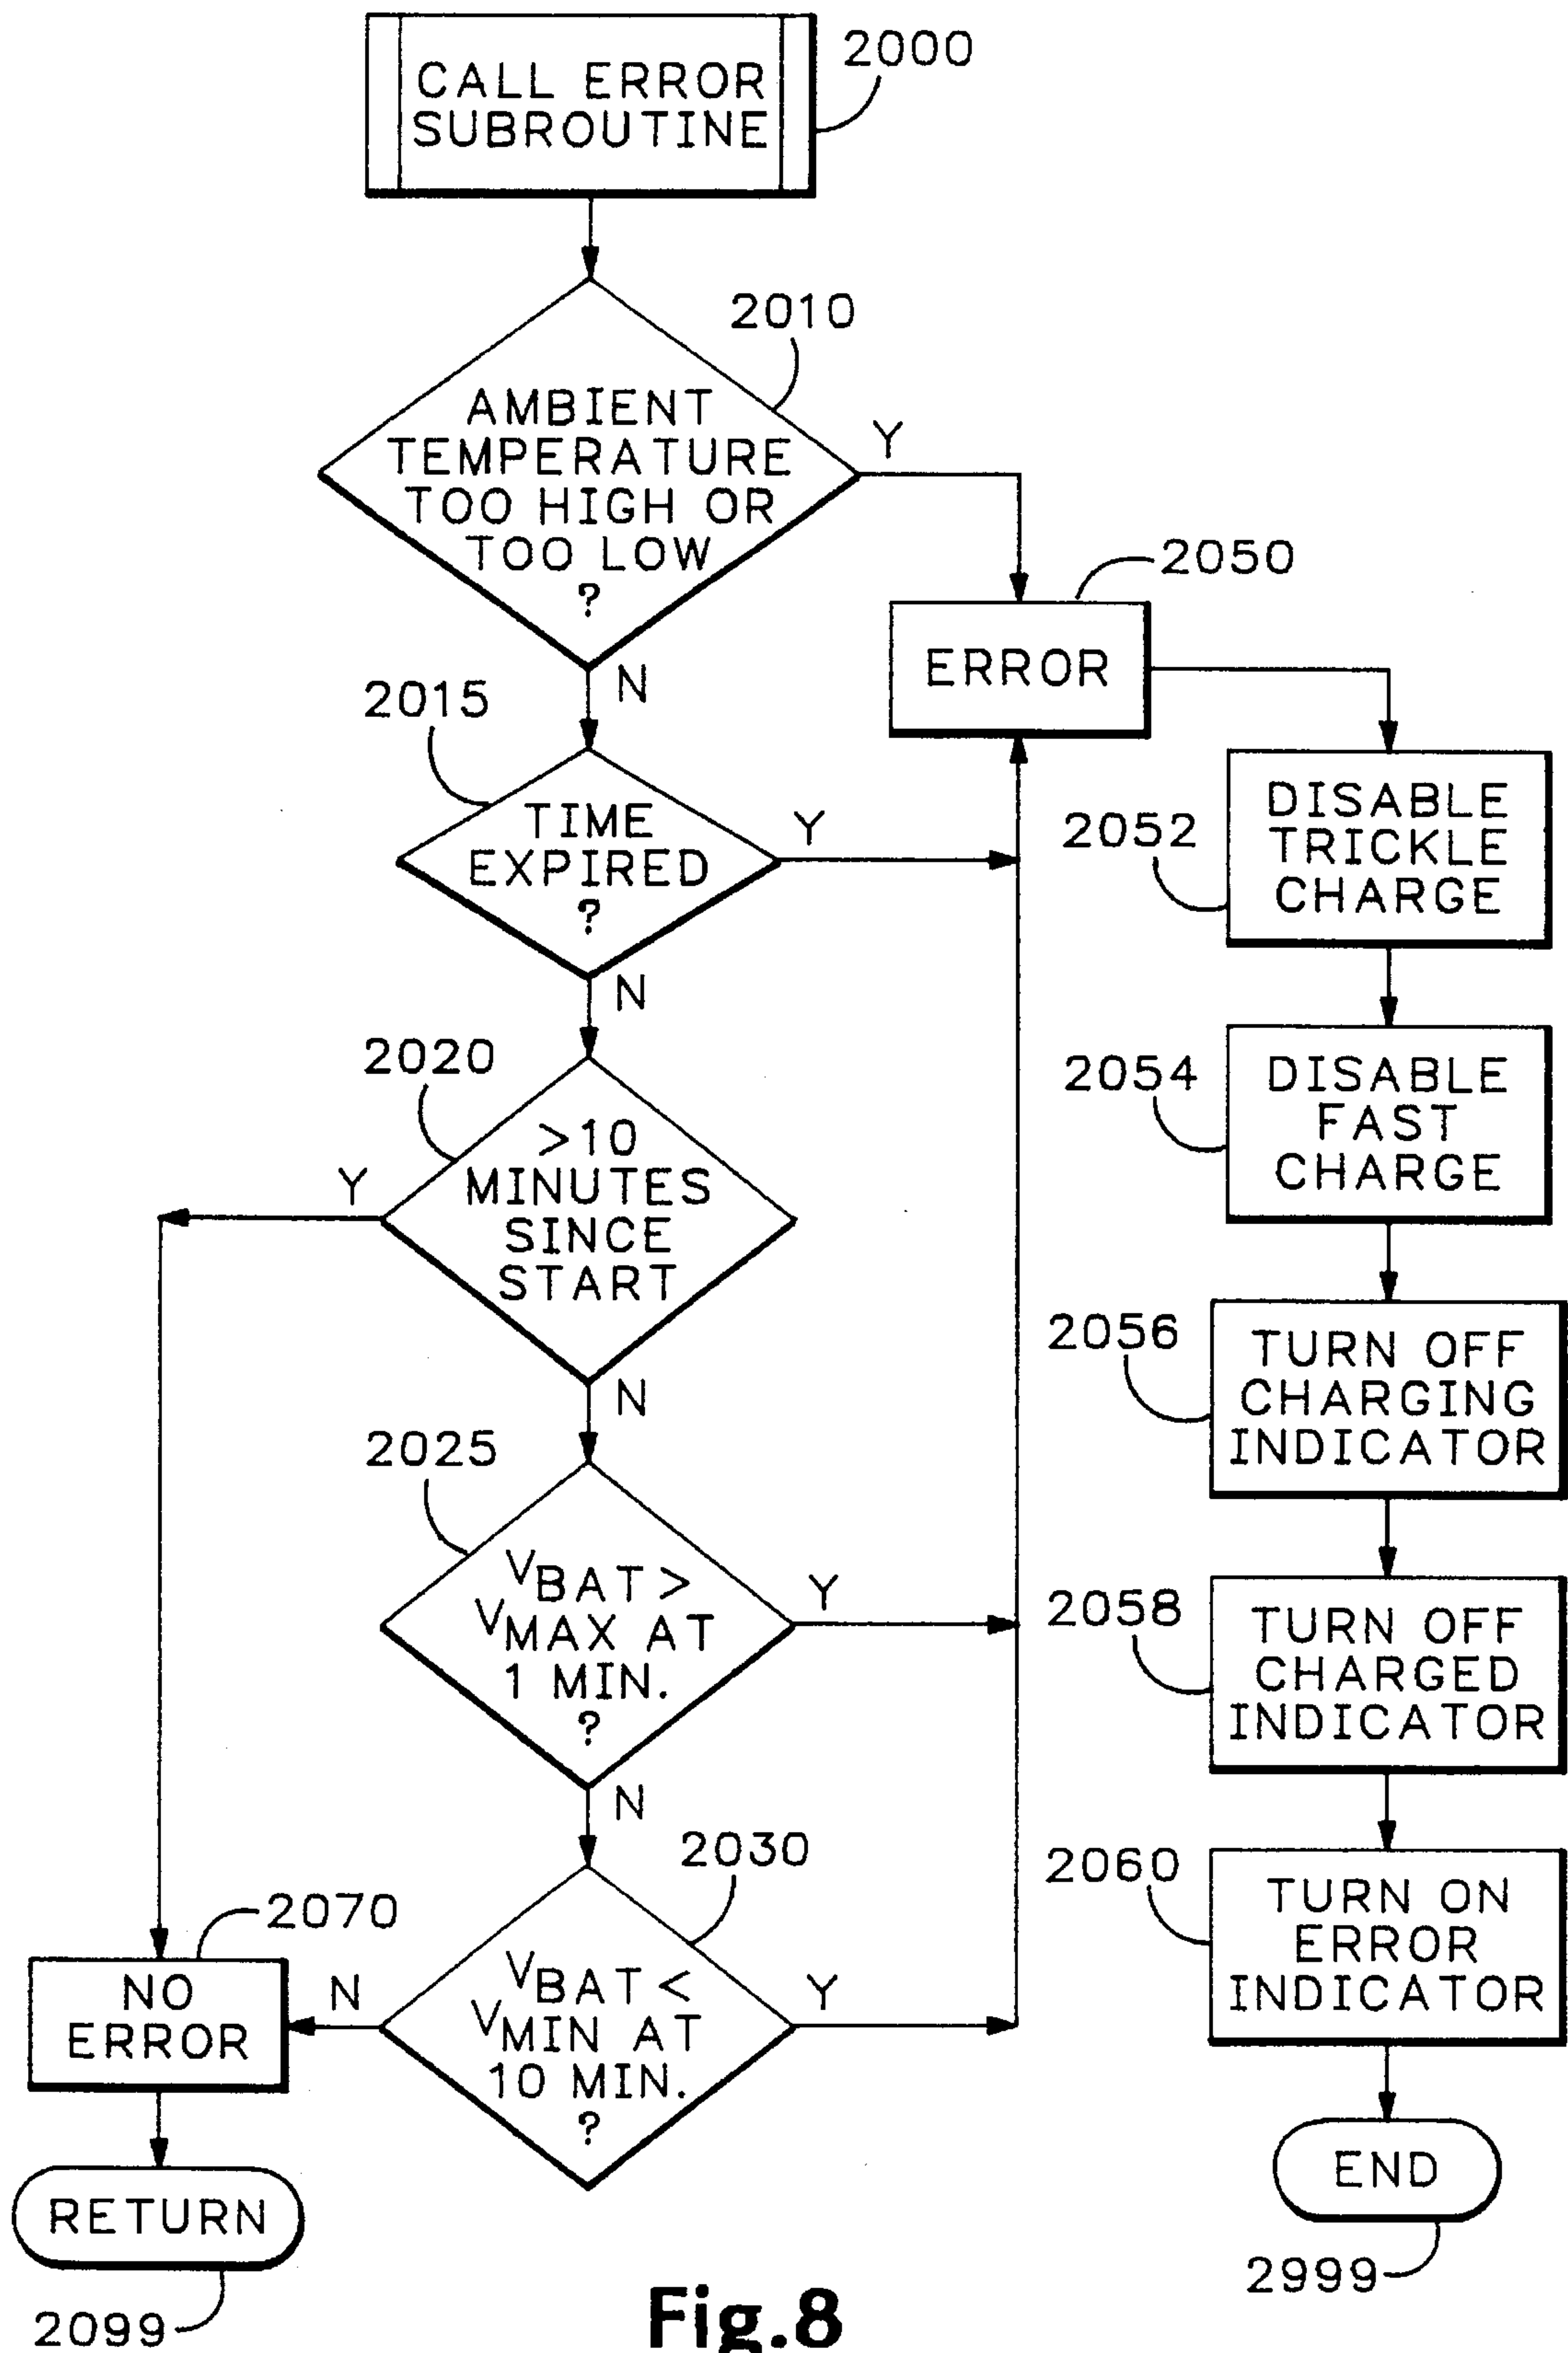 CALL ERROR
SUBROUTINE
2000
2010
AMBIENT
TEMPERATURE
TOO HIGH OR
TOO LOW
?
Y
N
2050
ERROR
2015
TIME
EXPIRED
?
Y
N
2052
DISABLE
TRICKLE
CHARGE
2020
>10
MINUTES
SINCE
START
Y
N
2054
DISABLE
FAST
CHARGE
2056
TURN OFF
CHARGING
INDICATOR
2025
VBAT >
VMAX AT
1 MIN.
?
Y
N
2058
TURN OFF
CHARGED
INDICATOR
2030
VBAT <
VMIN AT
10 MIN.
?
Y
N
2060
TURN ON
ERROR
INDICATOR
2070
NO
ERROR
RETURN
2099
END
2999
Fig.8